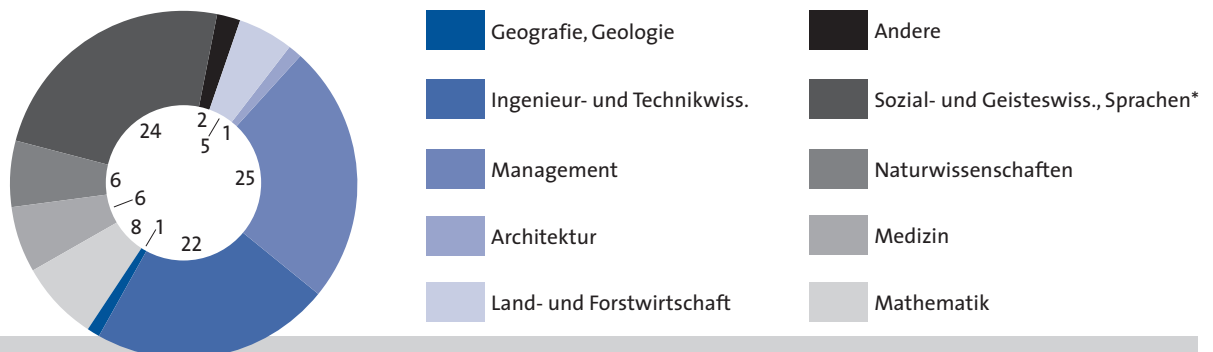 2
1
5
24
25
6
6
8
1
22
Geografie, Geologie
Ingenieur- und Technikwiss.
Management
Architektur
Land- und Forstwirtschaft
Andere
Sozial- und Geisteswiss., Sprachen*
Naturwissenschaften
Medizin
Mathematik